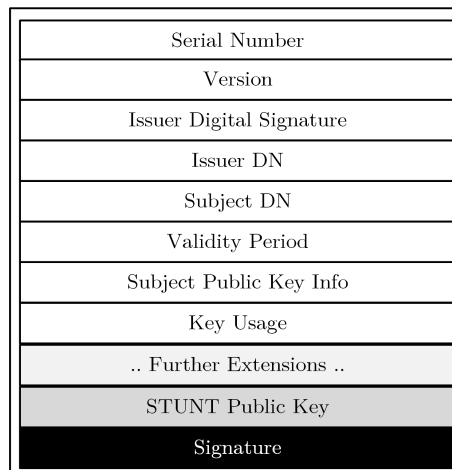 Serial Number
Version
Issuer Digital Signature
Issuer DN
Subject DN
Validity Period
Subject Public Key Info
Key Usage
.. Further Extensions ..
STUNT Public Key
Signature